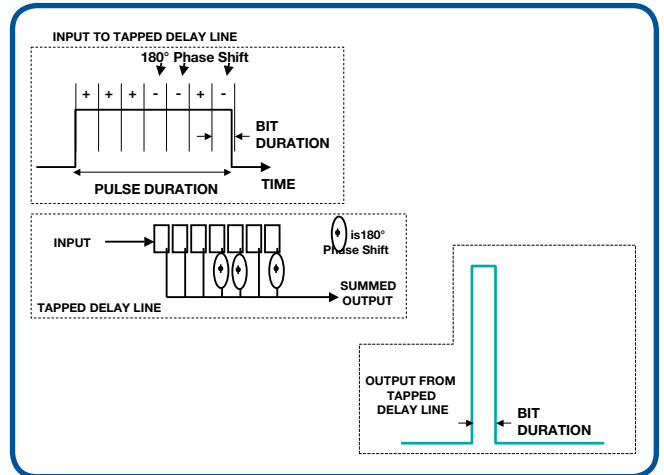 INPUT TO TAPPED DELAY LINE
180° Phase Shift
+ + + - - + -
BIT
DURATION
PULSE DURATION
TIME
INPUT
ϕ is180°
Phase Shift
ϕ ϕ ϕ
SUMMED
OUTPUT
TAPPED DELAY LINE
OUTPUT FROM
TAPPED
DELAY LINE
BIT
DURATION